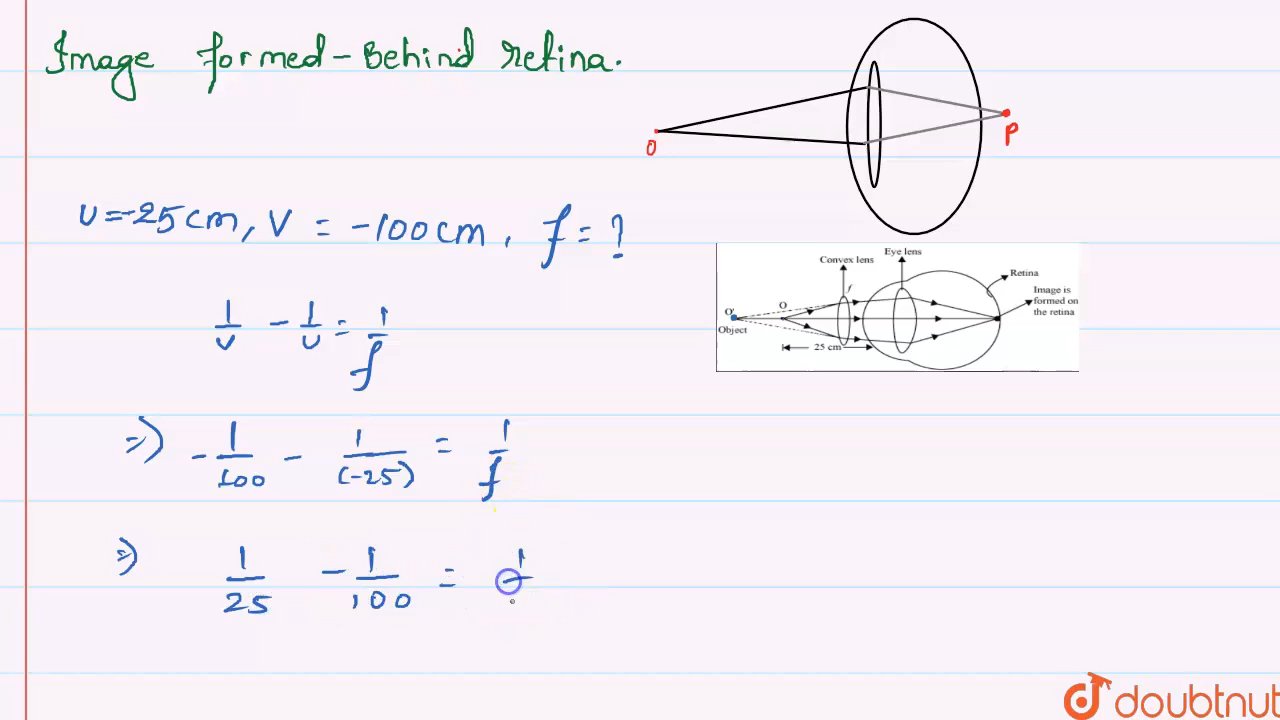 Image formed - Behind retina.
O
P
u = -25 cm, v = -100 cm, f = ?
Eye lens
Convex lens
Retina
f
Image is
formed on
the retina
O
O'
Object
25 cm
1/v - 1/u = 1/f
⇒ - 1/100 - 1/(-25) = 1/f
⇒ 1/25 - 1/100 = 1
doubtnut